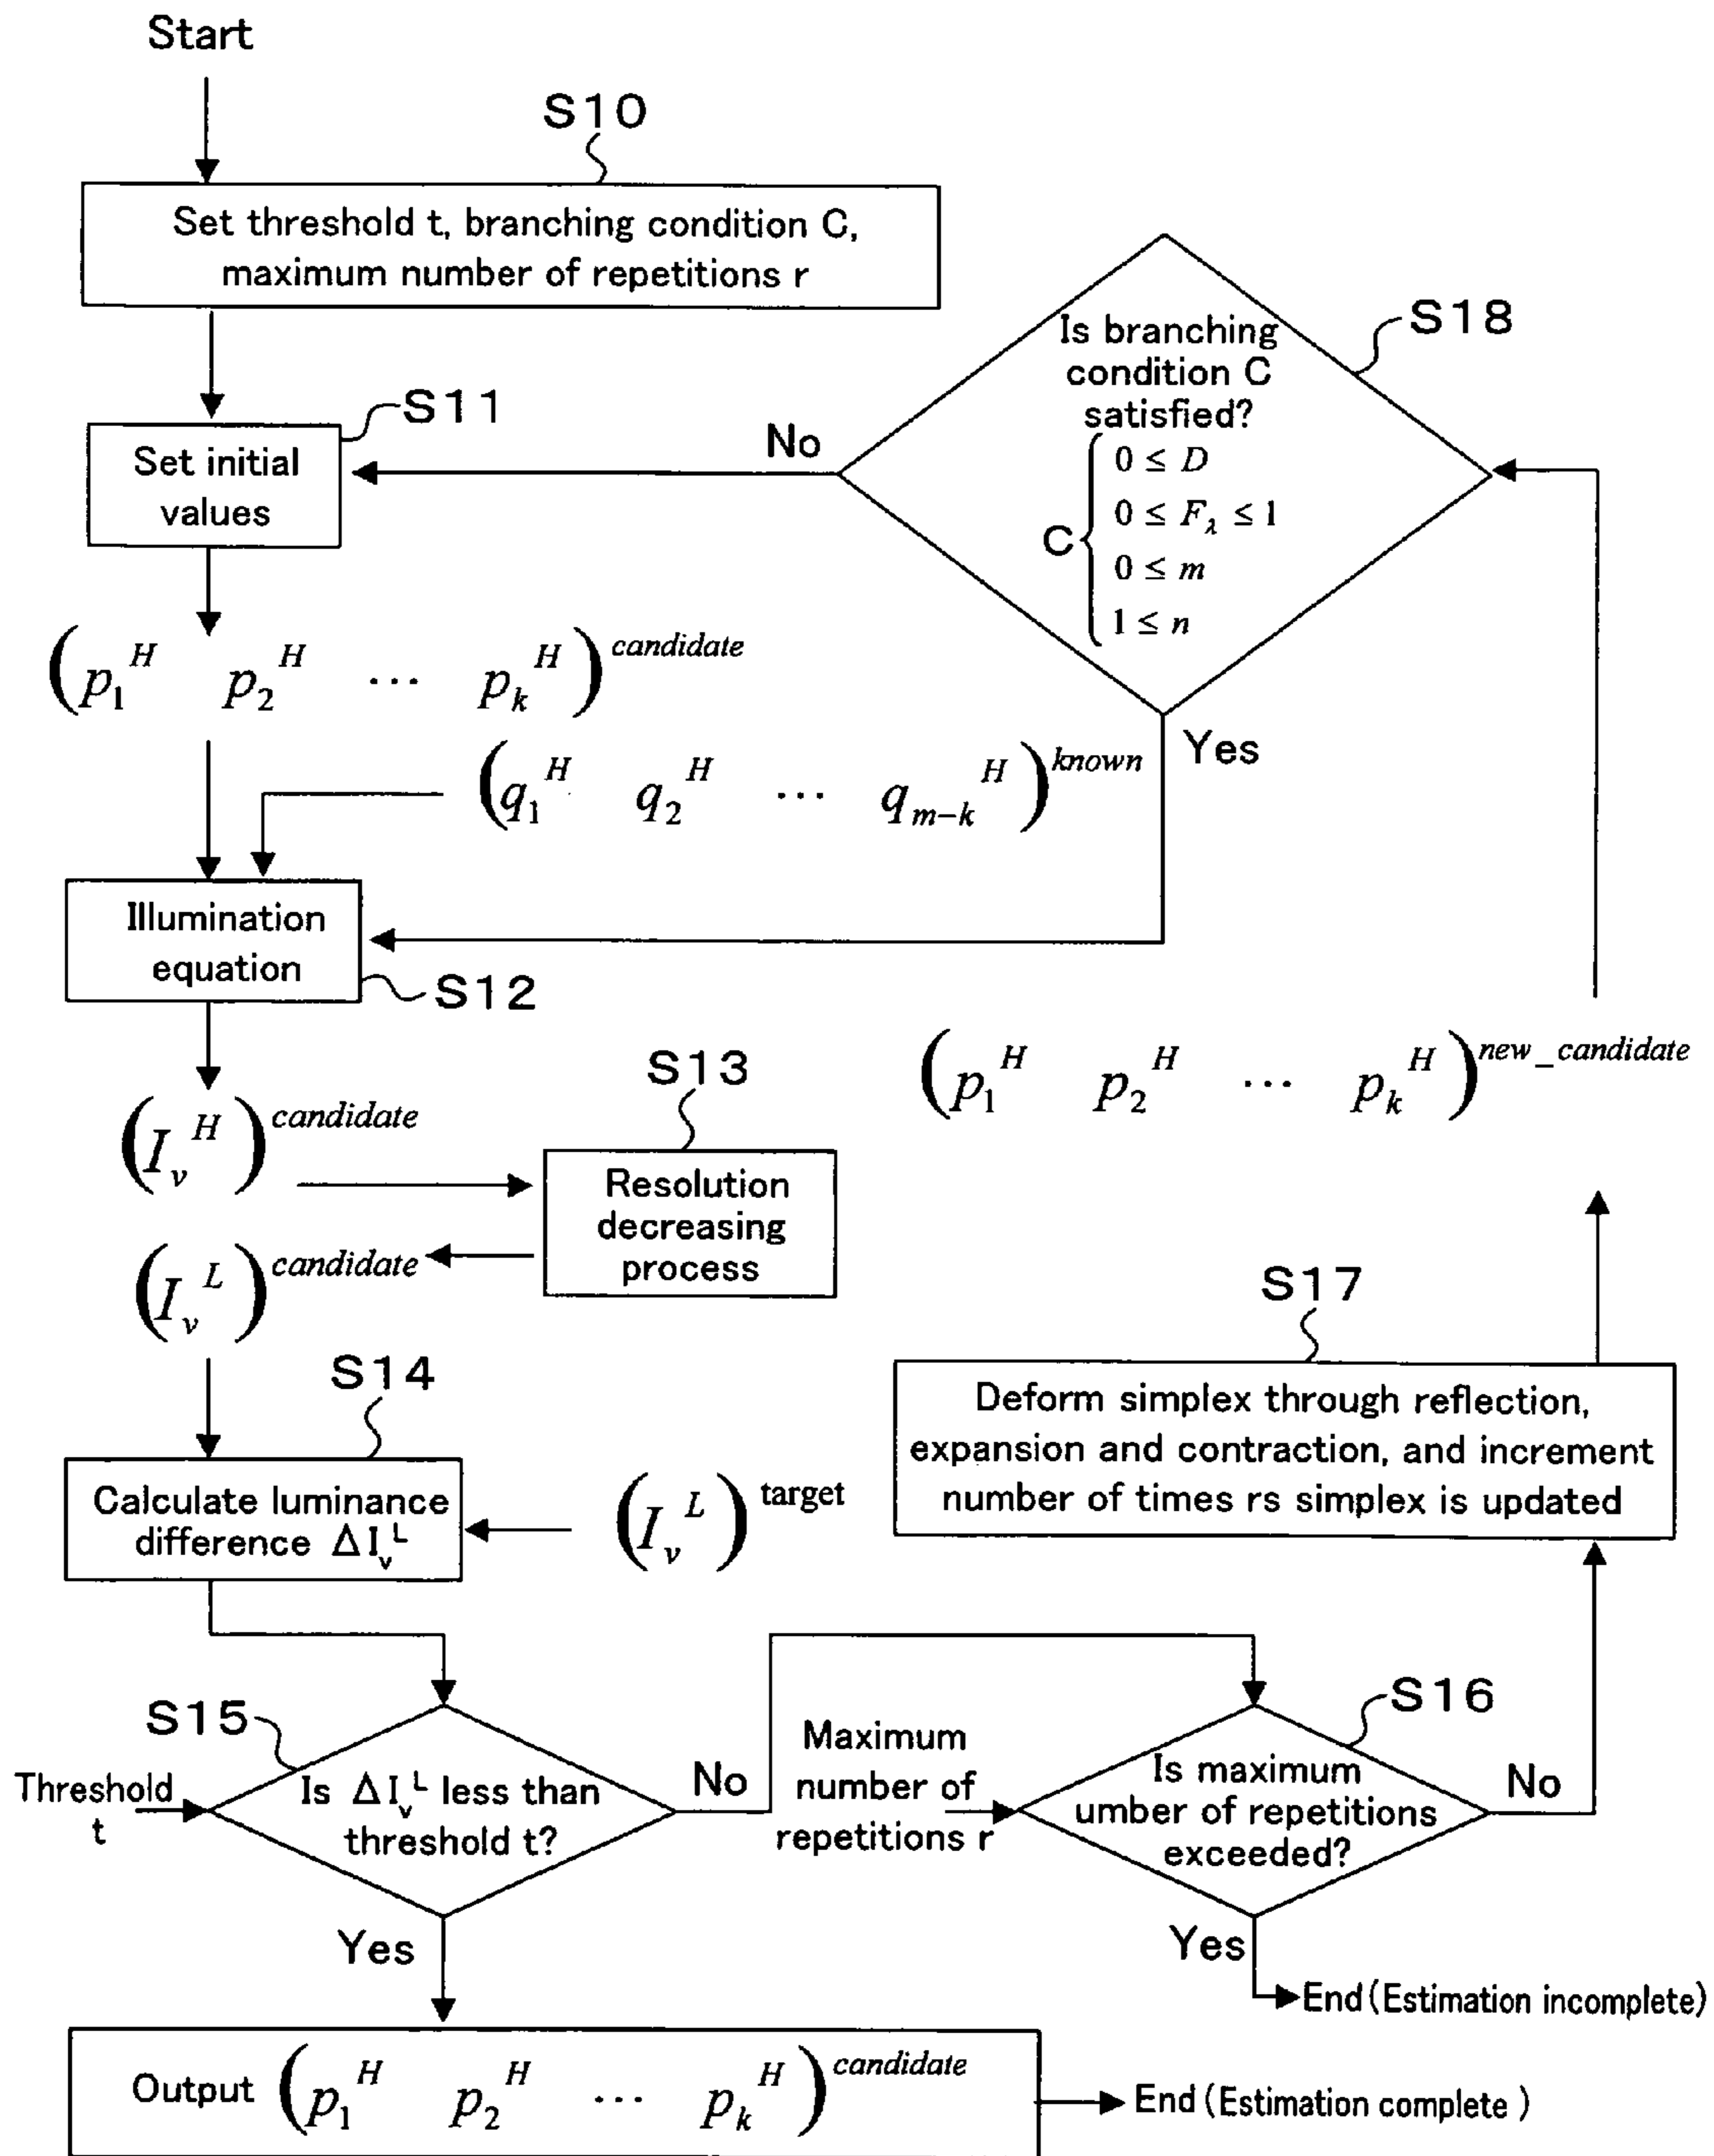 Start
S10
Set threshold t, branching condition C,
maximum number of repetitions r
S11
Set initial
values
No
S18
Is branching
condition C
satisfied?
C { 0 ≤ D
0 ≤ F_λ ≤ 1
0 ≤ m
1 ≤ n
Yes
(p_1^H p_2^H ⋯ p_k^H)^candidate
(q_1^H q_2^H ⋯ q_{m-k}^H)^known
Illumination
equation
S12
(I_v^H)^candidate
S13
Resolution
decreasing
process
(I_v^L)^candidate
(p_1^H p_2^H ⋯ p_k^H)^new_candidate
S17
Deform simplex through reflection,
expansion and contraction, and increment
number of times rs simplex is updated
S14
Calculate luminance
difference ΔI_v^L
(I_v^L)^target
S15
Threshold
t
Is ΔI_v^L less than
threshold t?
No
Yes
Maximum
number of
repetitions r
S16
Is maximum
umber of repetitions
exceeded?
No
Yes
End (Estimation incomplete)
Output (p_1^H p_2^H ⋯ p_k^H)^candidate
End (Estimation complete )